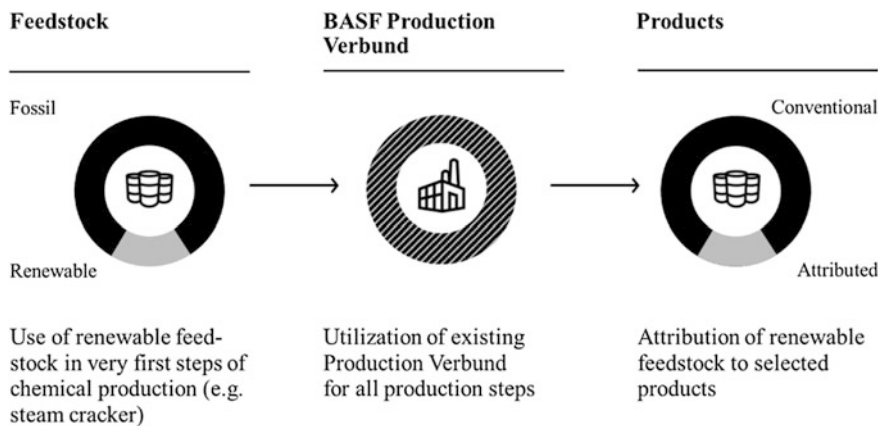 Feedstock
BASF Production
Verbund
Products
Fossil
Conventional
Renewable
Attributed
Use of renewable feed-
stock in very first steps of
chemical production (e.g.
steam cracker)
Utilization of existing
Production Verbund
for all production steps
Attribution of renewable
feedstock to selected
products